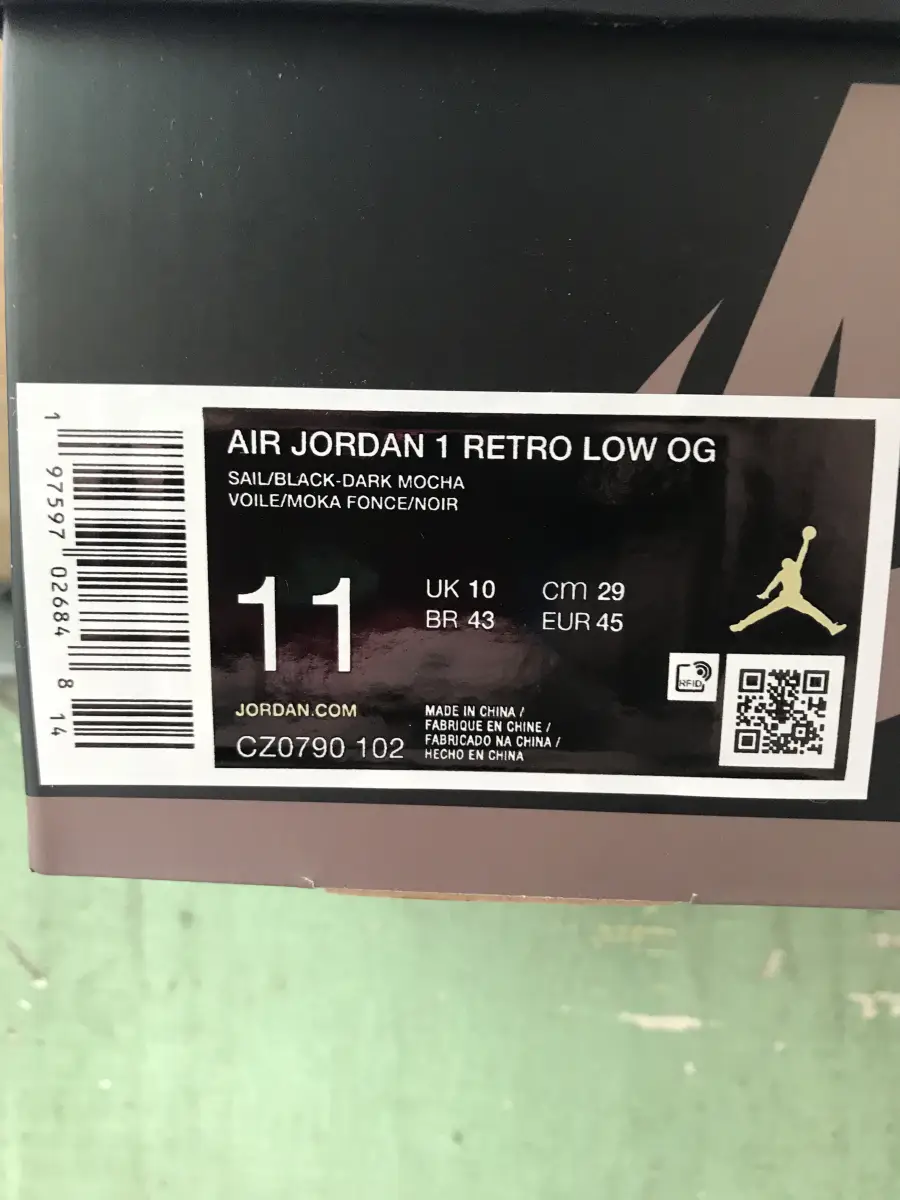 AIR JORDAN 1 RETRO LOW OG
SAIL/BLACK-DARK MOCHA
VOILE/MOKA FONCE/NOIR
11
UK 10 cm 29
BR 43 EUR 45
RFID
JORDAN.COM
CZ0790 102
MADE IN CHINA /
FABRIQUE EN CHINE /
FABRICADO NA CHINA /
HECHO EN CHINA
1 97597 02684 8 14